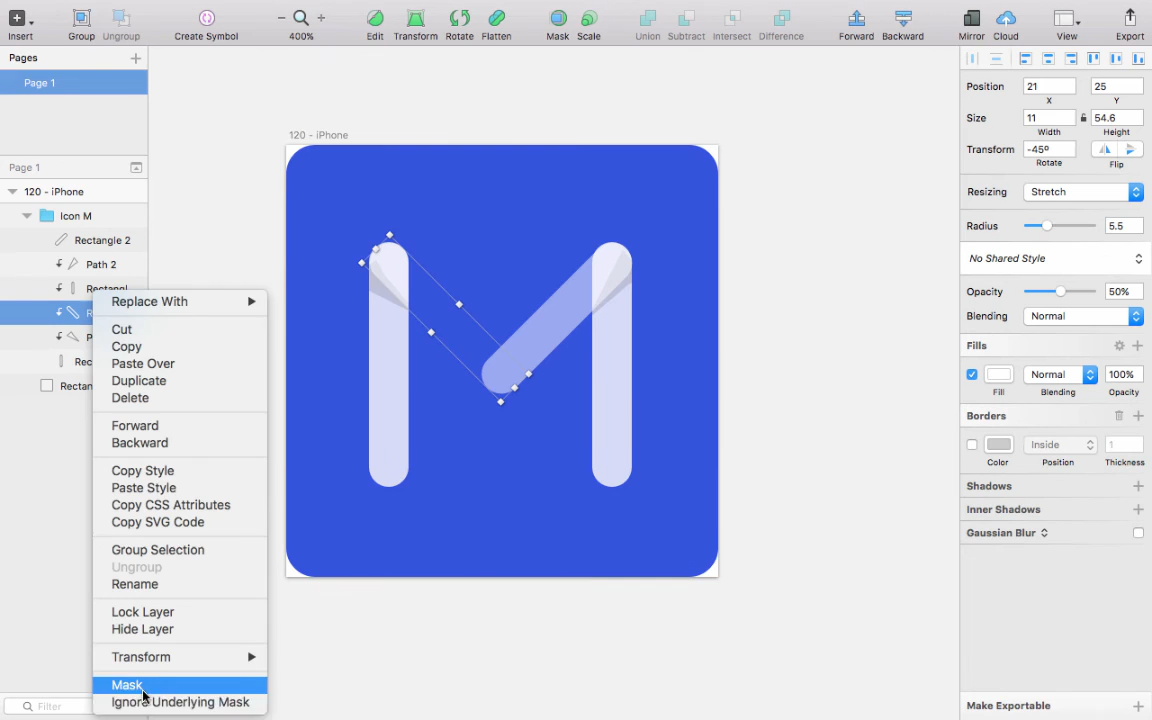 Insert
Group
Ungroup
Create Symbol
400%
Edit
Transform
Rotate
Flatten
Mask
Scale
Union
Subtract
Intersect
Difference
Forward
Backward
Mirror
Cloud
View
Export
Pages
Page 1
Page 1
120 - iPhone
Icon M
Rectangle 2
Path 2
Rectangl
R
P
Rec
Rectan
Filter
Replace With
Cut
Copy
Paste Over
Duplicate
Delete
Forward
Backward
Copy Style
Paste Style
Copy CSS Attributes
Copy SVG Code
Group Selection
Ungroup
Rename
Lock Layer
Hide Layer
Transform
Mask
Ignore Underlying Mask
120 - iPhone
M
Position
21
25
X
Y
Size
11
54.6
Width
Height
Transform
-45º
Rotate
Flip
Resizing
Stretch
Radius
5.5
No Shared Style
Opacity
50%
Blending
Normal
Fills
Normal
100%
Fill
Blending
Opacity
Borders
Inside
1
Color
Position
Thickness
Shadows
Inner Shadows
Gaussian Blur
Make Exportable